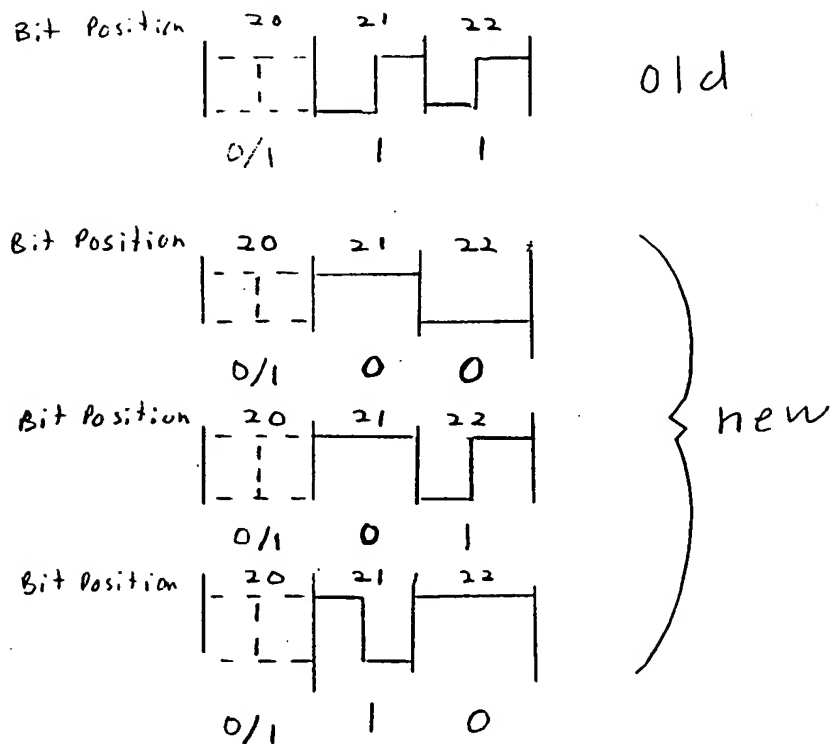 Bit Position 20 21 22
old
0/1 1 1
Bit Position 20 21 22
0/1 0 0
Bit Position 20 21 22
new
0/1 0 1
Bit Position 20 21 22
0/1 1 0